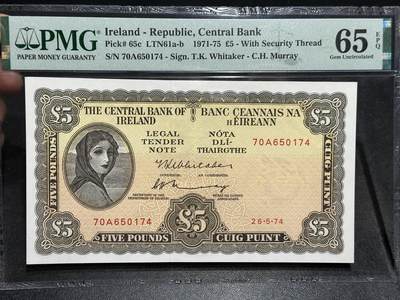 PMG
PAPER MONEY GUARANTY
Ireland - Republic, Central Bank
Pick# 65c LTN61a-b 1971-75 £5 - With Security Thread
S/N 70A650174 - Sign. T.K. Whitaker - C.H. Murray
65 EPQ
Gem Uncirculated
£5
THE CENTRAL BANK OF IRELAND
BANC CEANNAIS NA hÉIREANN
£5
LEGAL TENDER NOTE
NÓTA DLÍ-THAIRGTHE
70A650174
FIVE POUNDS
CUIG PUINT
70A650174
26-5-74
£5
FIVE POUNDS
£5
CUIG PUINT
£5